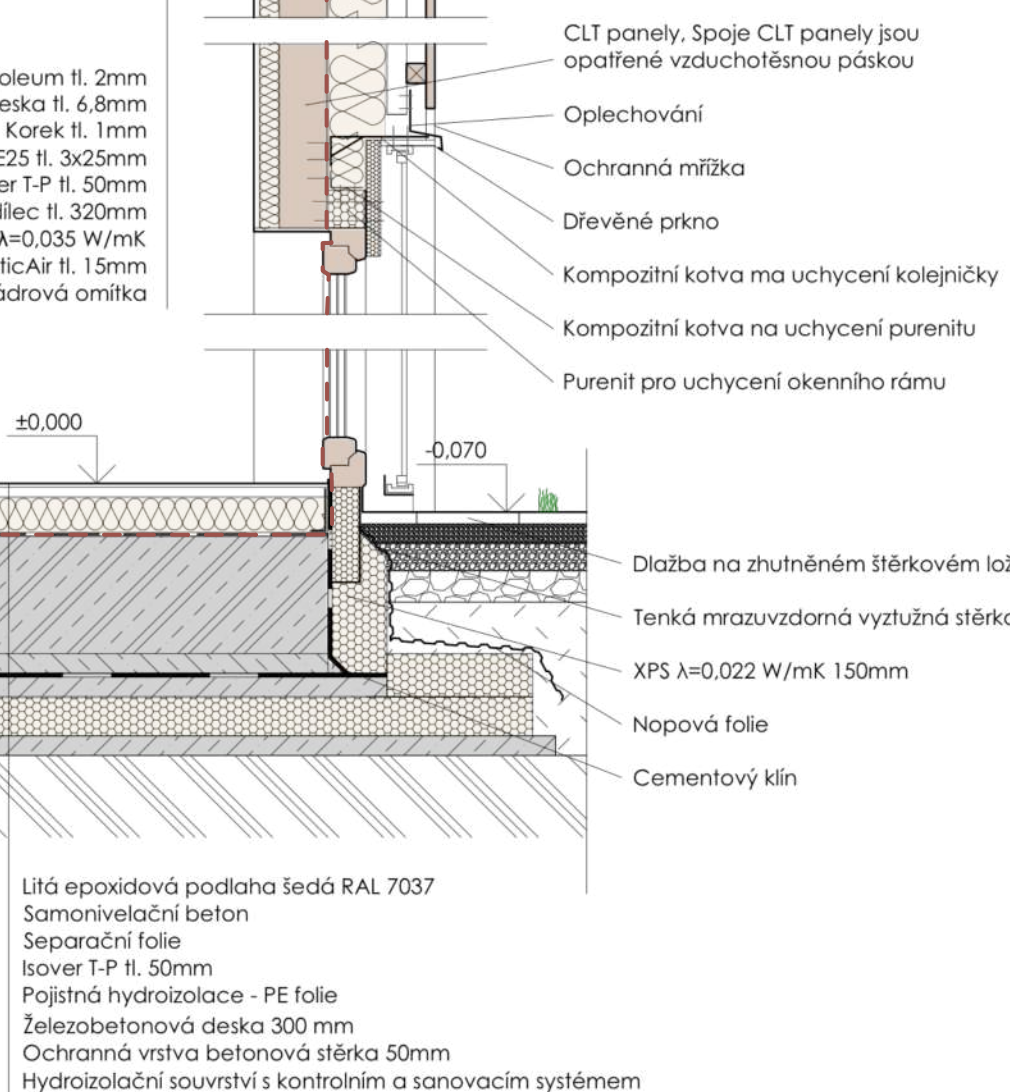 oleum tl. 2mm
eska tl. 6,8mm
Korek tl. 1mm
E25 tl. 3x25mm
er T-P tl. 50mm
ílec tl. 320mm
λ=0,035 W/mK
ticAir tl. 15mm
ádrová omítka
CLT panely, Spoje CLT panely jsou
opatřené vzduchotěsnou páskou
Oplechování
Ochranná mřížka
Dřevěné prkno
Kompozitní kotva ma uchycení kolejničky
Kompozitní kotva na uchycení purenitu
Purenit pro uchycení okenního rámu
±0,000
-0,070
Dlažba na zhutněném štěrkovém lož
Tenká mrazuvzdorná vyztužná stěrka
XPS λ=0,022 W/mK 150mm
Nopová folie
Cementový klín
Litá epoxidová podlaha šedá RAL 7037
Samonivelační beton
Separační folie
Isover T-P tl. 50mm
Pojistná hydroizolace - PE folie
Železobetonová deska 300 mm
Ochranná vrstva betonová stěrka 50mm
Hydroizolační souvrství s kontrolním a sanovacím systémem